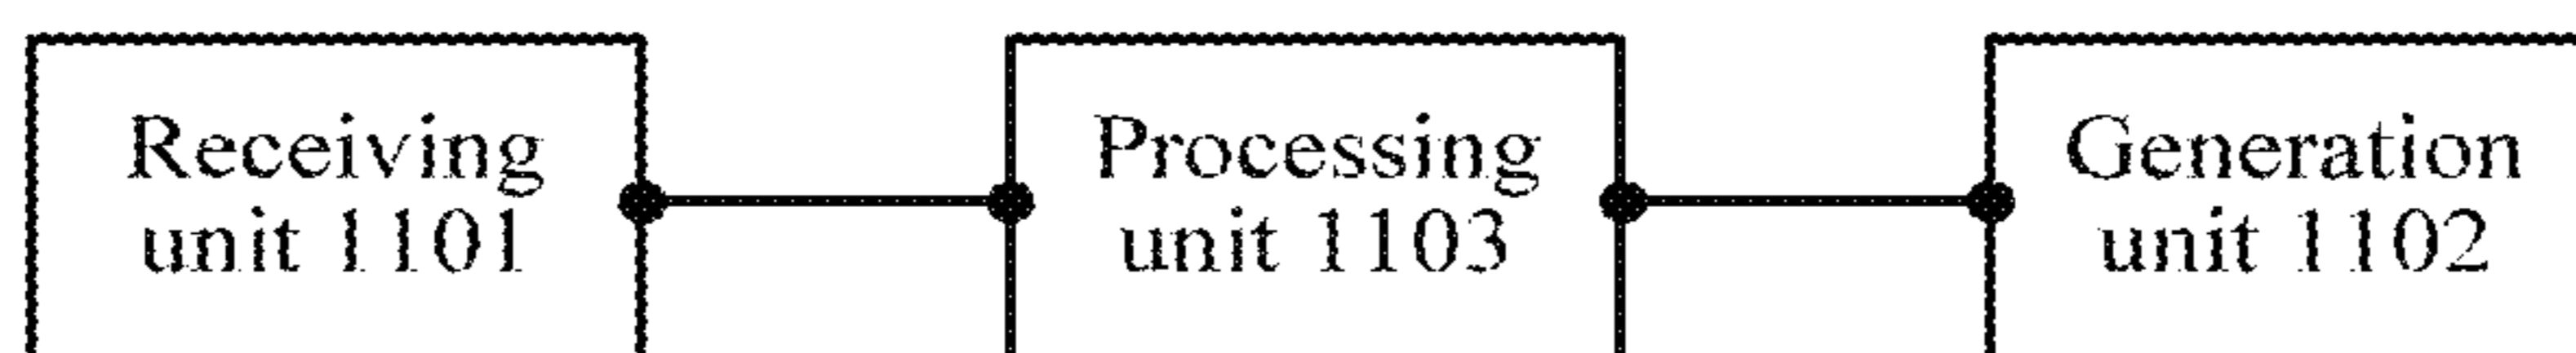 Receiving
unit 1101
Processing
unit 1103
Generation
unit 1102